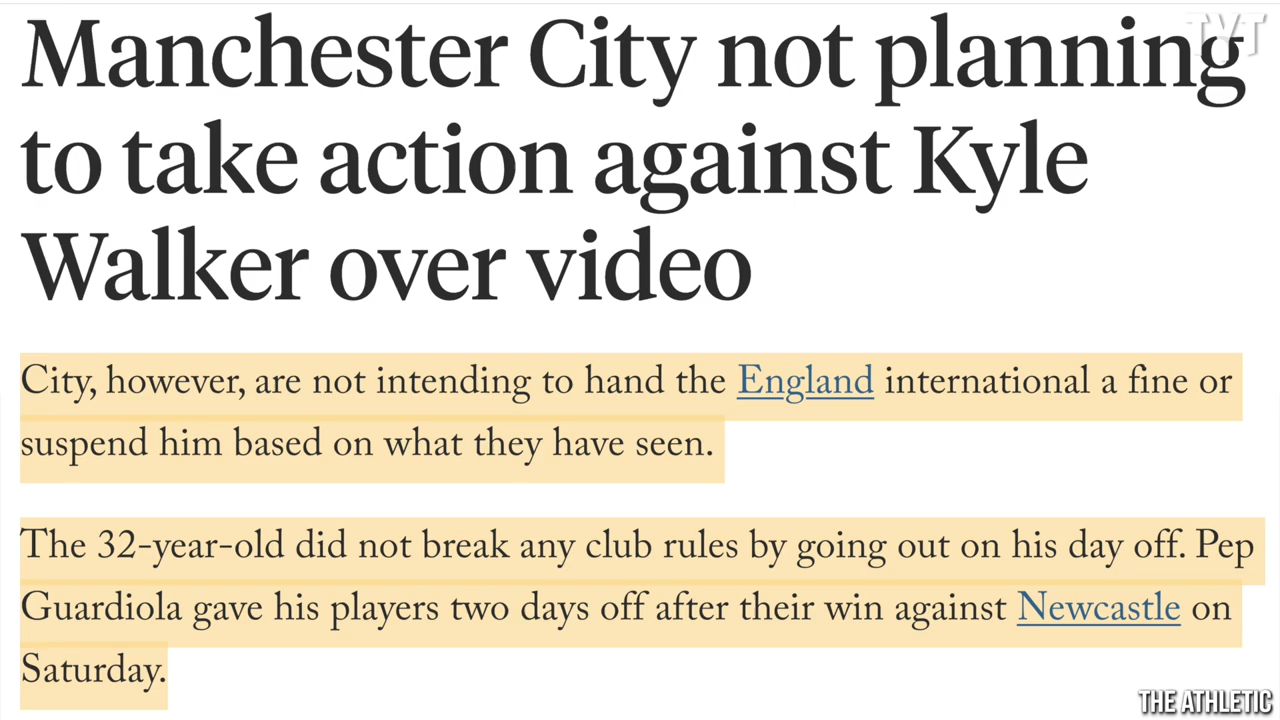 TVT
Manchester City not planning
to take action against Kyle
Walker over video
City, however, are not intending to hand the England international a fine or
suspend him based on what they have seen.
The 32-year-old did not break any club rules by going out on his day off. Pep
Guardiola gave his players two days off after their win against Newcastle on
Saturday.
THE ATHLETIC